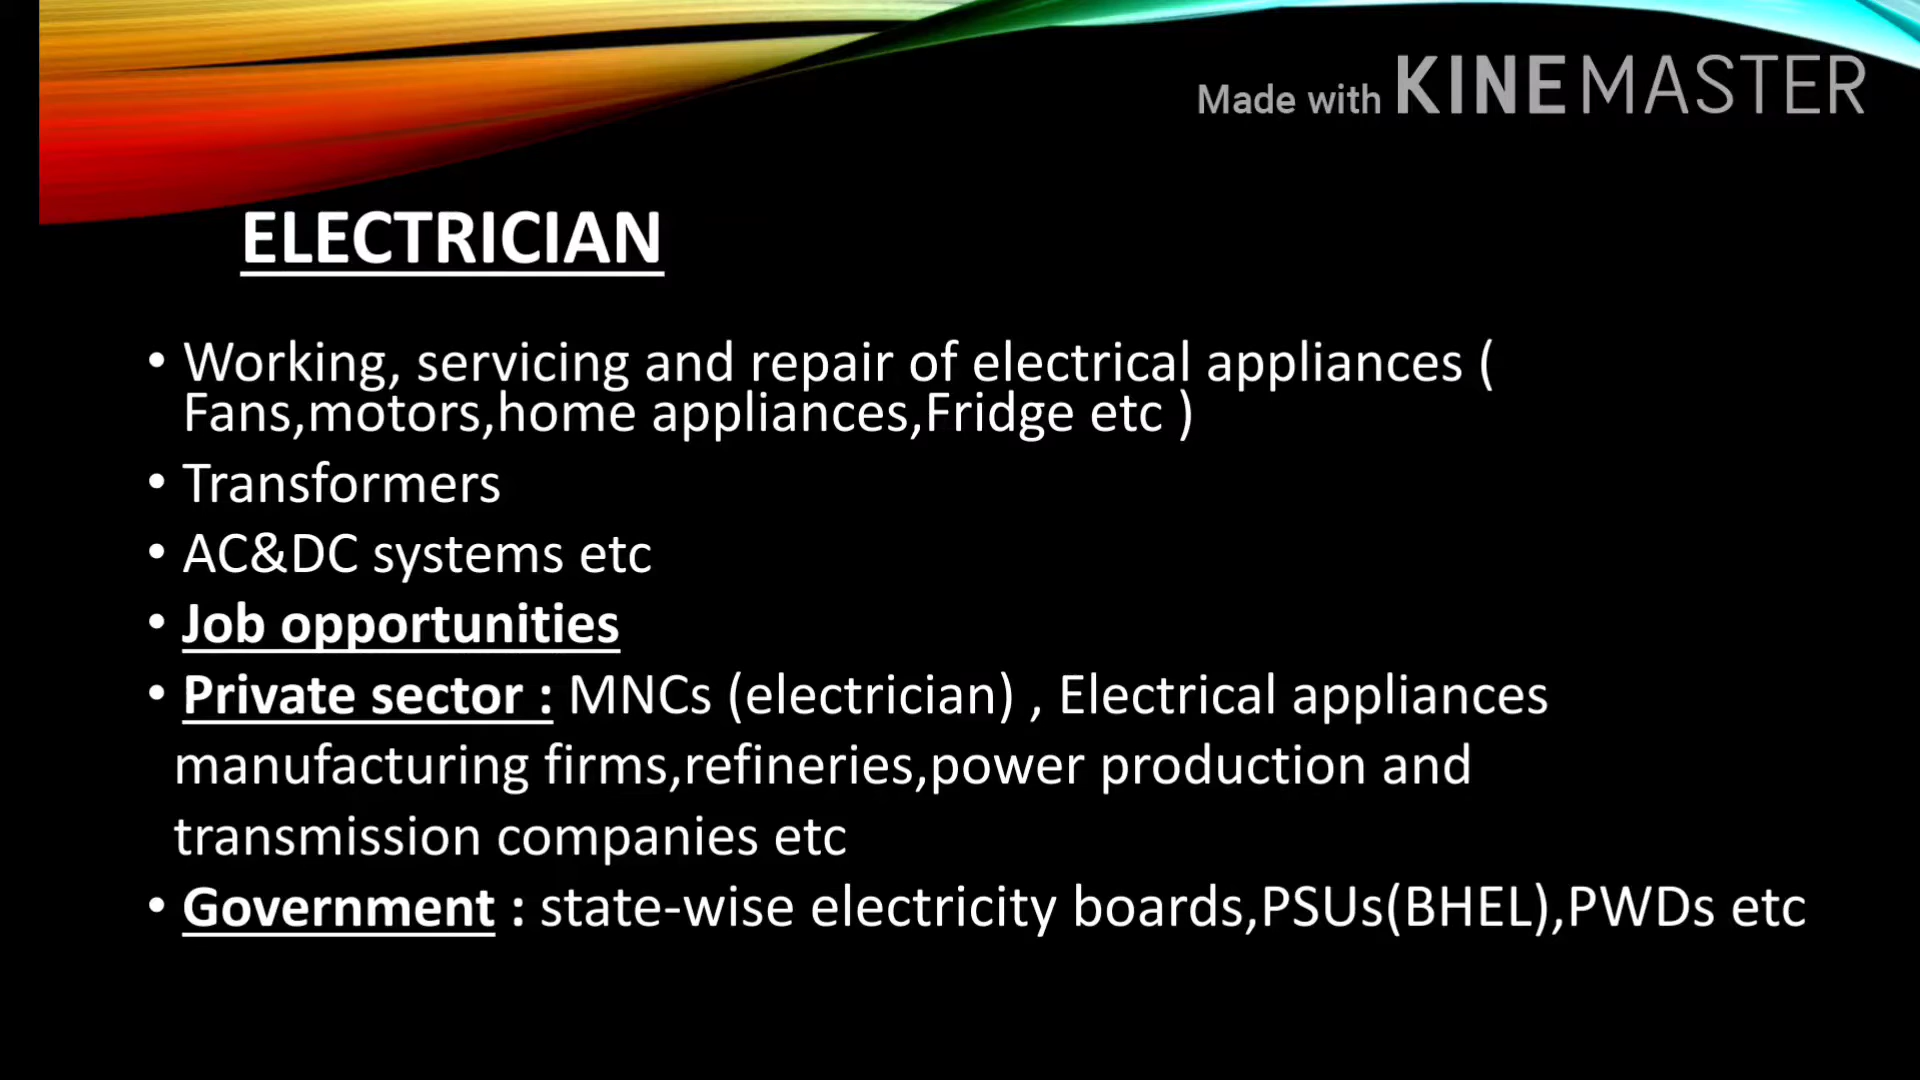 Made with KINEMASTER
ELECTRICIAN
• Working, servicing and repair of electrical appliances (
Fans,motors,home appliances,Fridge etc )
• Transformers
• AC&DC systems etc
• Job opportunities
• Private sector : MNCs (electrician) , Electrical appliances
manufacturing firms,refineries,power production and
transmission companies etc
• Government : state-wise electricity boards,PSUs(BHEL),PWDs etc